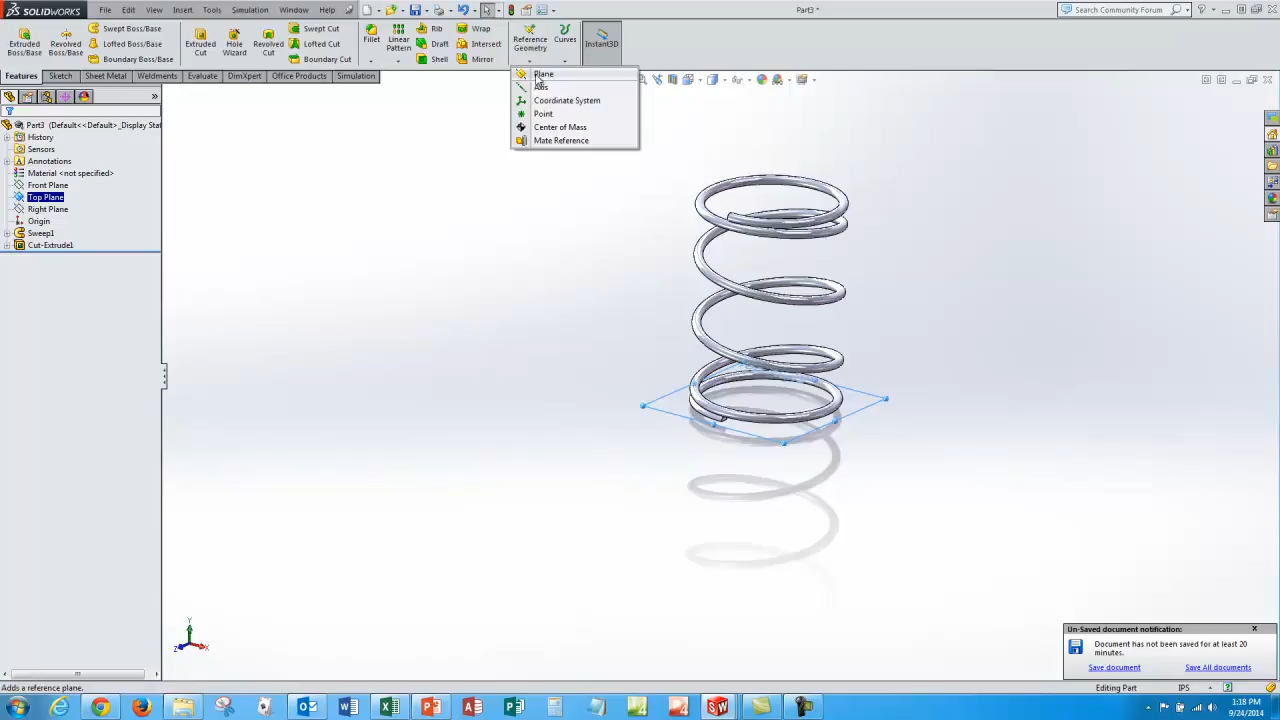 SOLIDWORKS File Edit View Insert Tools Simulation Window Help Part3 * Search Community Forum
Extruded Boss/Base
Revolved Boss/Base
Swept Boss/Base
Lofted Boss/Base
Boundary Boss/Base
Extruded Cut
Hole Wizard
Revolved Cut
Swept Cut
Lofted Cut
Boundary Cut
Fillet
Linear Pattern
Rib
Draft
Shell
Wrap
Intersect
Mirror
Reference Geometry
Curves
Instant3D
Features Sketch Sheet Metal Weldments Evaluate DimXpert Office Products Simulation
Plane
Axis
Coordinate System
Point
Center of Mass
Mate Reference
Part3 (Default<<Default>_Display Stat
History
Sensors
Annotations
Material <not specified>
Front Plane
Top Plane
Right Plane
Origin
Sweep1
Cut-Extrude1
Y
Z X
Un-Saved document notification:
Document has not been saved for at least 20
minutes.
Save document Save All documents
Adds a reference plane. Editing Part IPS
1:18 PM
9/24/2014